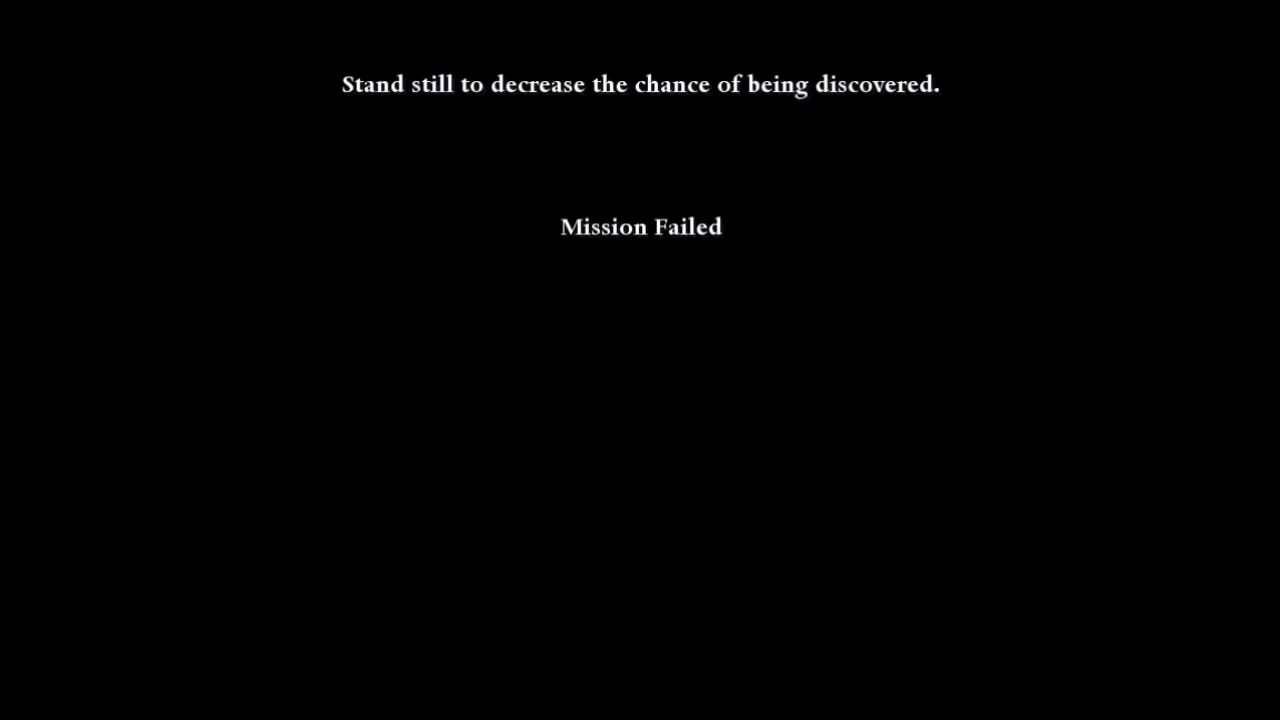 Stand still to decrease the chance of being discovered.
Mission Failed